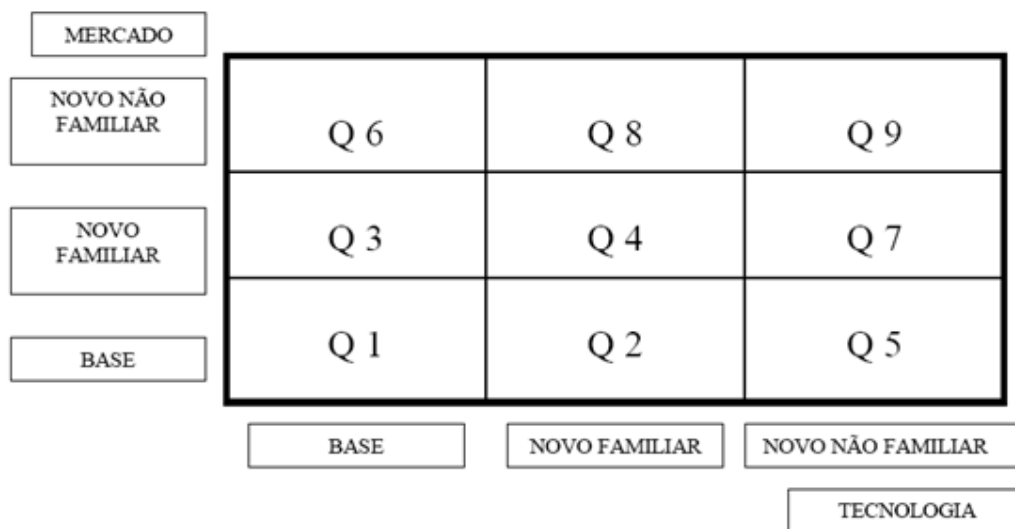 MERCADO
NOVO NÃO
FAMILIAR
Q 6
Q 8
Q 9
NOVO
FAMILIAR
Q 3
Q 4
Q 7
BASE
Q 1
Q 2
Q 5
BASE
NOVO FAMILIAR
NOVO NÃO FAMILIAR
TECNOLOGIA